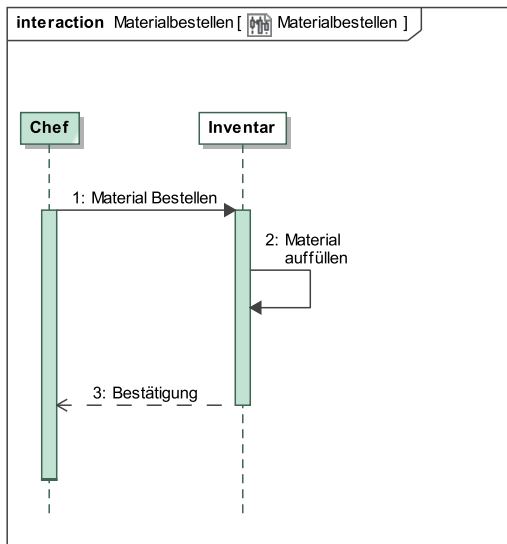 interaction Materialbestellen [ Materialbestellen ]
Chef
Inventar
1: Material Bestellen
2: Material
auffüllen
3: Bestätigung